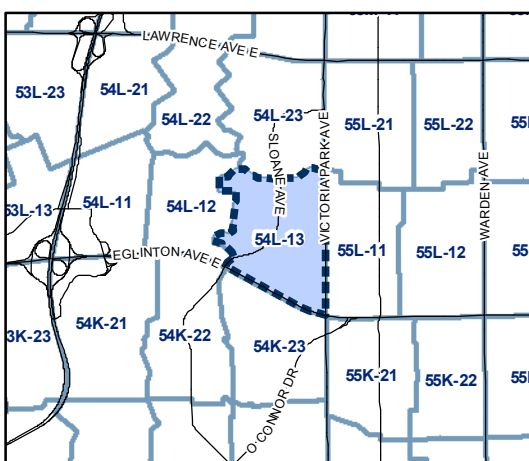 LAWRENCE AVE E
53L-23
54L-21
54L-22
54L-23
55L-21
55L-22
SLOANE AVE
VICTORIA PARK AVE
WARDEN AVE
53L-13
54L-11
54L-12
54L-13
55L-11
55L-12
EGLINTON AVE E
3K-23
54K-21
54K-22
54K-23
55K-21
55K-22
O'CONNOR DR